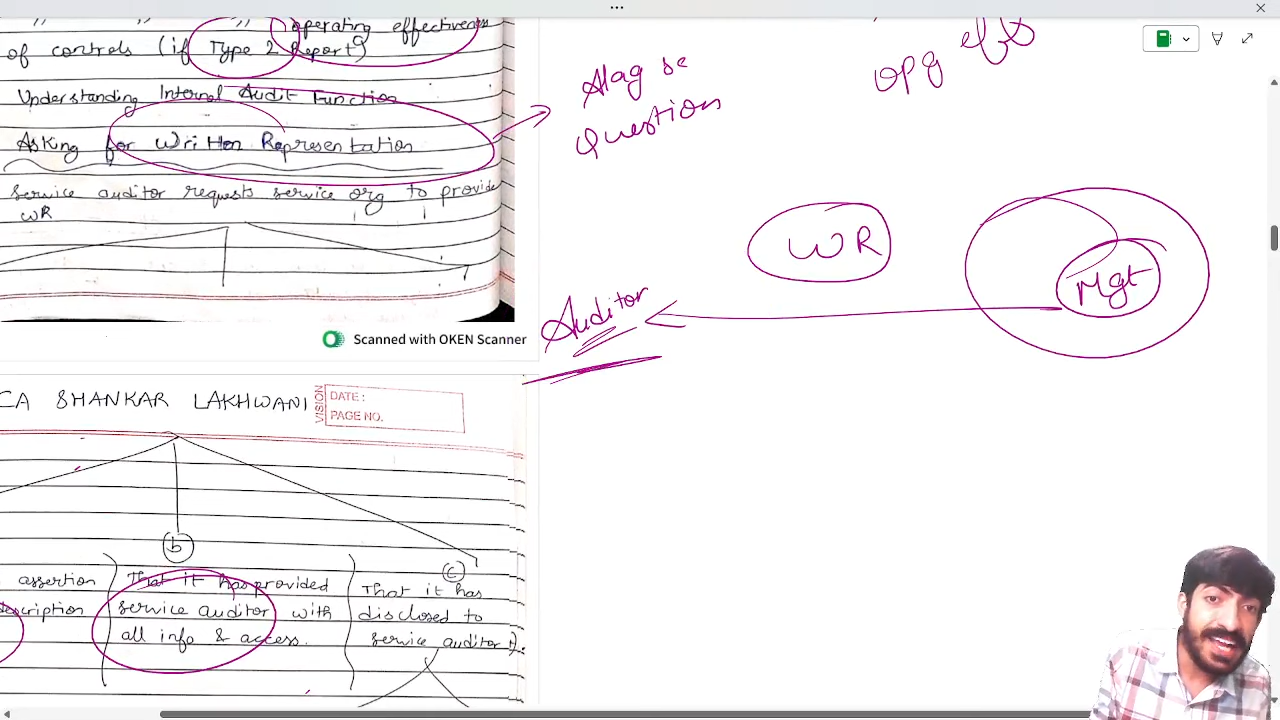 ...
,, ,, ,, operating effectiveness
of controls (if Type 2 Report)
Understanding Internal Audit Function
Asking for Written Representation
service auditor requests service org to provide
WR
Scanned with OKEN Scanner
Alag se
Question
opg effts
WR
Mgt
Auditor
CA SHANKAR LAKHWANI
VISION
DATE :
PAGE NO.
b
c
assertion
description
That it has provided
service auditor with
all info & access.
That it has
disclosed to
service auditor :